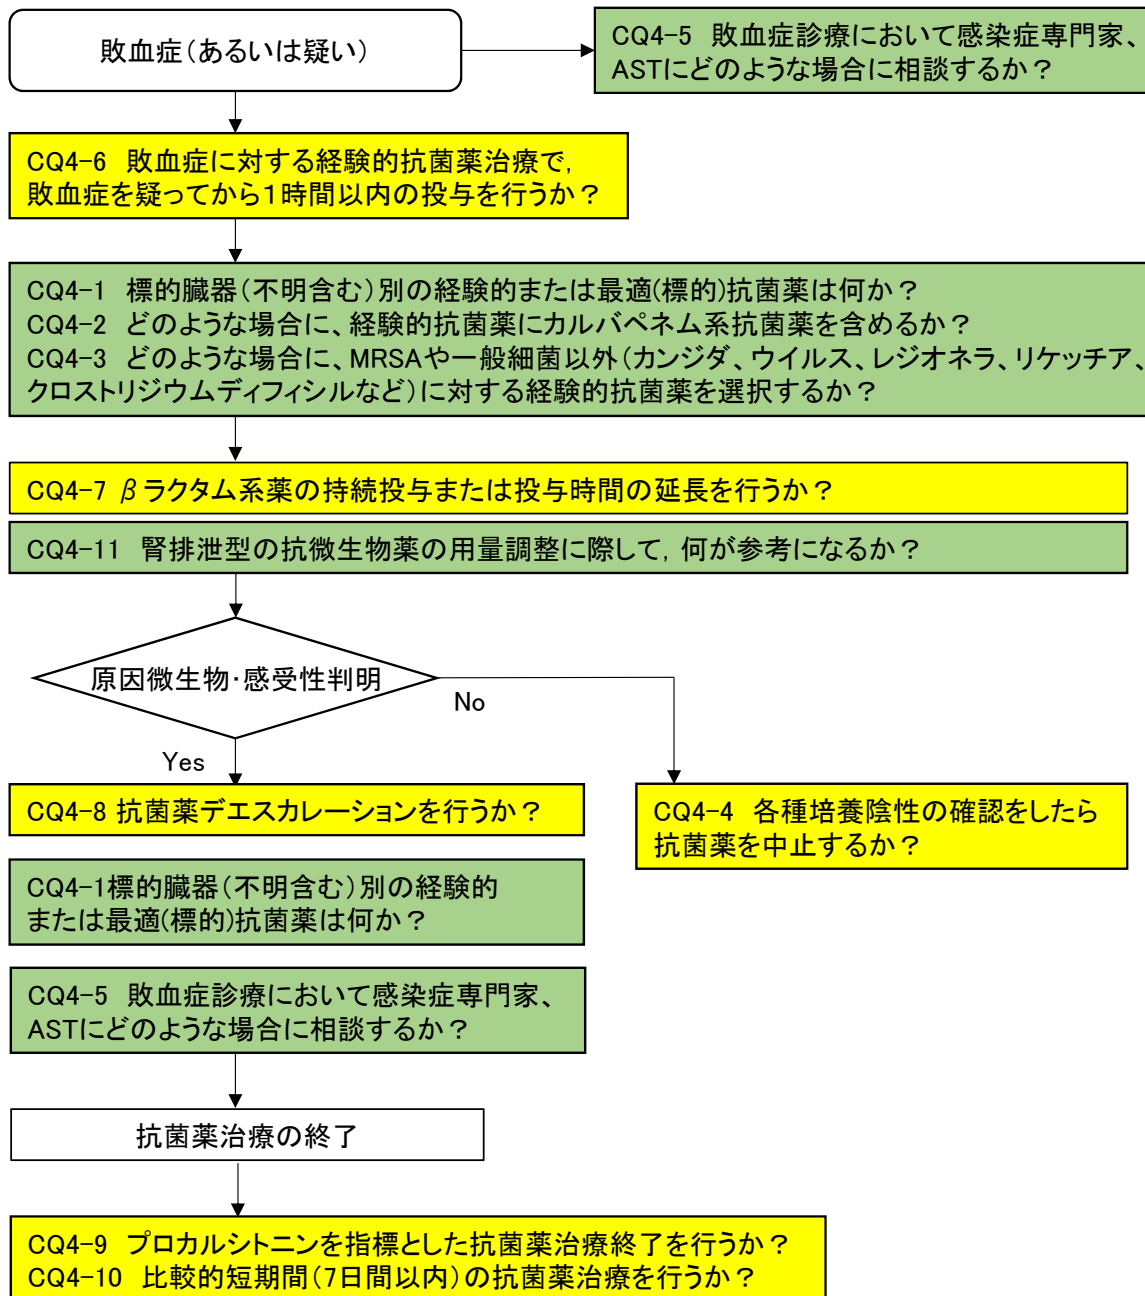 敗血症（あるいは疑い）
CQ4-5　敗血症診療において感染症専門家、
ASTにどのような場合に相談するか？
CQ4-6　敗血症に対する経験的抗菌薬治療で，
敗血症を疑ってから１時間以内の投与を行うか？
CQ4-1　標的臓器（不明含む）別の経験的または最適(標的)抗菌薬は何か？
CQ4-2　どのような場合に、経験的抗菌薬にカルバペネム系抗菌薬を含めるか？
CQ4-3　どのような場合に、MRSAや一般細菌以外（カンジダ、ウイルス、レジオネラ、リケッチア、
クロストリジウムディフィシルなど）に対する経験的抗菌薬を選択するか？
CQ4-7 βラクタム系薬の持続投与または投与時間の延長を行うか？
CQ4-11　腎排泄型の抗微生物薬の用量調整に際して，何が参考になるか？
原因微生物・感受性判明
No
Yes
CQ4-8 抗菌薬デエスカレーションを行うか？
CQ4-4　各種培養陰性の確認をしたら
抗菌薬を中止するか？
CQ4-1標的臓器（不明含む）別の経験的
または最適(標的)抗菌薬は何か？
CQ4-5　敗血症診療において感染症専門家、
ASTにどのような場合に相談するか？
抗菌薬治療の終了
CQ4-9　プロカルシトニンを指標とした抗菌薬治療終了を行うか？
CQ4-10　比較的短期間（7日間以内）の抗菌薬治療を行うか？